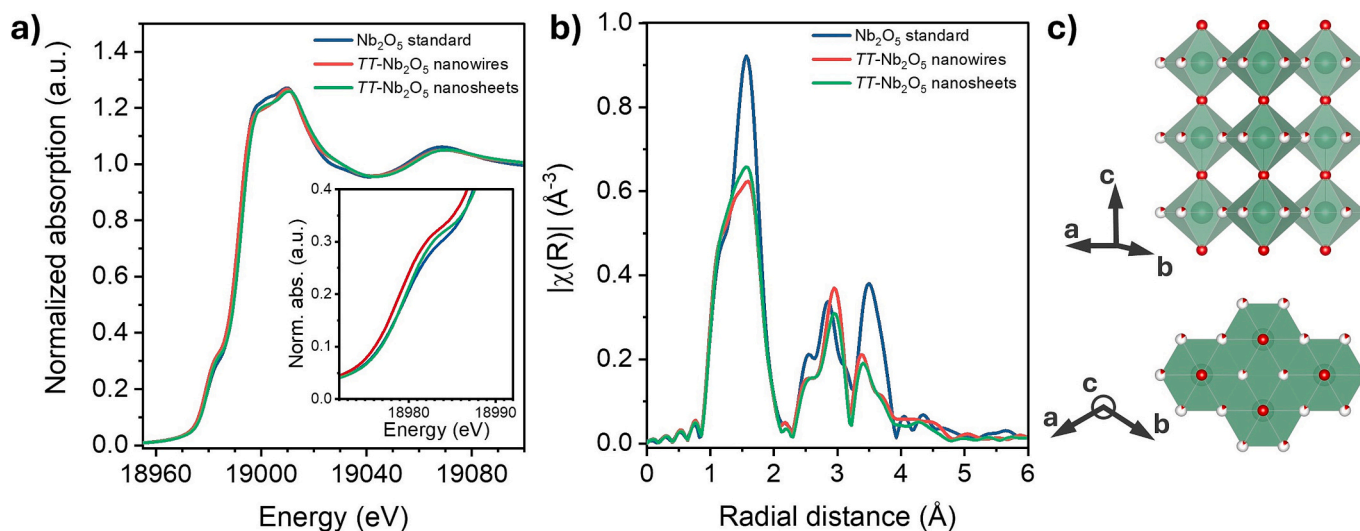 a)
Normalized absorption (a.u.)
1.4
1.2
1.0
0.8
0.6
0.4
0.2
0.0
Nb₂O₅ standard
TT-Nb₂O₅ nanowires
TT-Nb₂O₅ nanosheets
Norm. abs. (a.u.)
0.4
0.3
0.2
0.1
0.0
18980 18990
Energy (eV)
18960 19000 19040 19080
Energy (eV)
b)
|χ(R)| (Å⁻³)
1.0
0.8
0.6
0.4
0.2
0.0
Nb₂O₅ standard
TT-Nb₂O₅ nanowires
TT-Nb₂O₅ nanosheets
0 1 2 3 4 5 6
Radial distance (Å)
c)
c
a
b
c
a
b